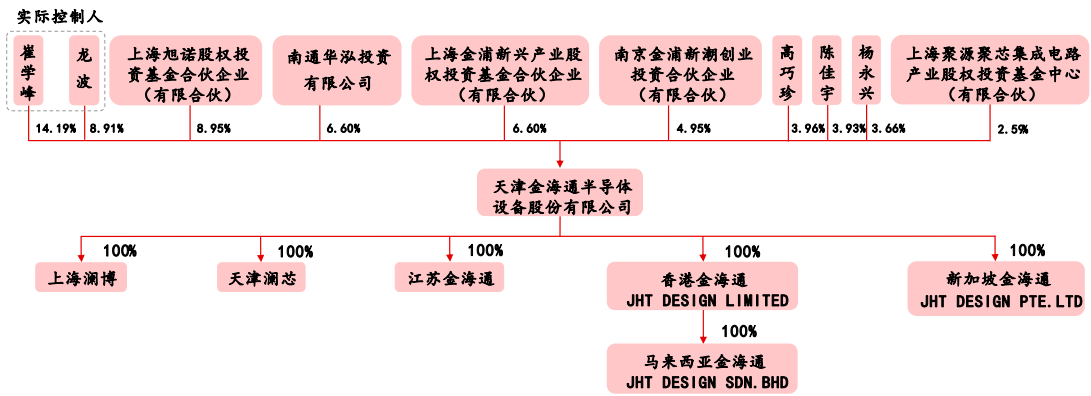 实际控制人
崔学峰
龙波
上海旭诺股权投
资基金合伙企业
（有限合伙）
南通华泓投资
有限公司
上海金浦新兴产业股
权投资基金合伙企业
（有限合伙）
南京金浦新潮创业
投资合伙企业
（有限合伙）
高巧珍
陈佳宇
杨永兴
上海聚源聚芯集成电路
产业股权投资基金中心
（有限合伙）
14.19%
8.91%
8.95%
6.60%
6.60%
4.95%
3.96%
3.93%
3.66%
2.59%
天津金海通半导体
设备股份有限公司
100%
100%
100%
100%
100%
上海澜博
天津澜芯
江苏金海通
香港金海通
JHT DESIGN LIMITED
新加坡金海通
JHT DESIGN PTE.LTD
100%
马来西亚金海通
JHT DESIGN SDN.BHD